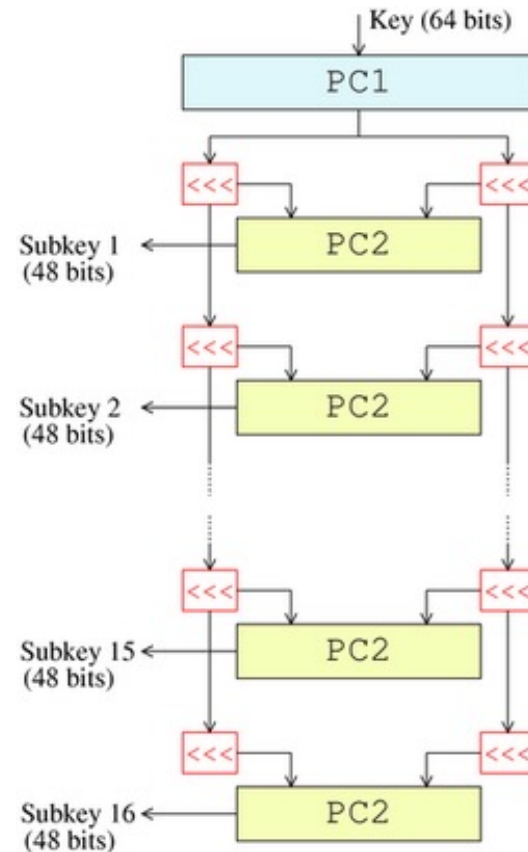 Key (64 bits)
PC1
<<< <<<
PC2
Subkey 1
(48 bits)
<<< <<<
PC2
Subkey 2
(48 bits)
<<< <<<
PC2
Subkey 15
(48 bits)
<<< <<<
PC2
Subkey 16
(48 bits)